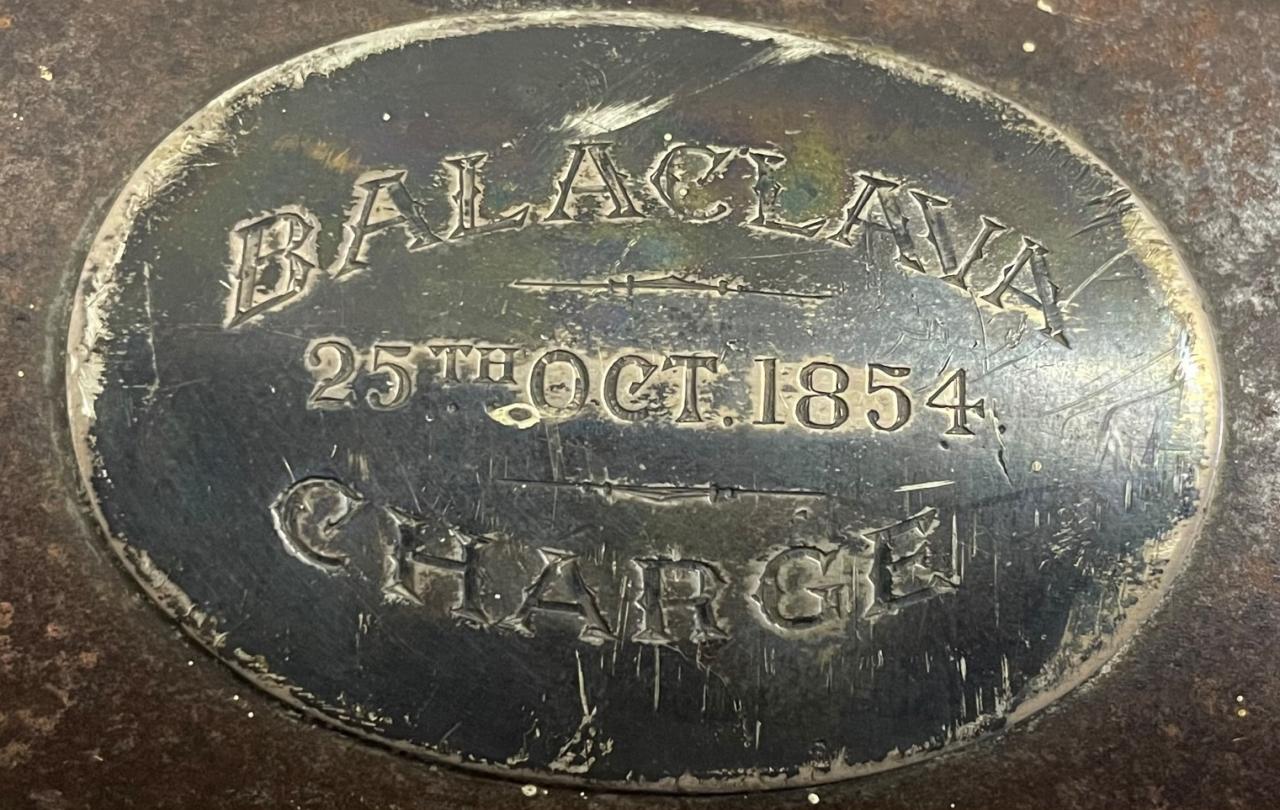 BALACLAVA
25TH OCT. 1854
CHARGE